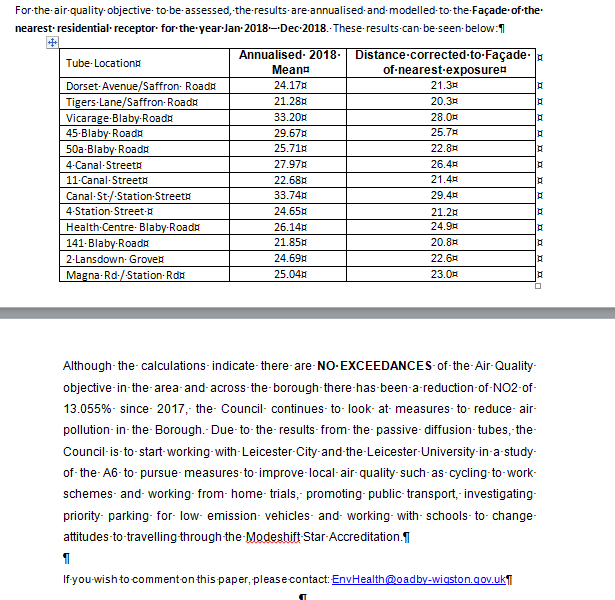 For the air quality objective to be assessed, the results are annualised and modelled to the Façade of the
nearest residential receptor for the year Jan 2018 – Dec 2018. These results can be seen below:¶
Tube Location¤ Annualised 2018 Mean¤ Distance corrected to Façade of nearest exposure¤ ¤
Dorset Avenue/Saffron Road¤ 24.17¤ 21.3¤ ¤
Tigers Lane/Saffron Road¤ 21.28¤ 20.3¤ ¤
Vicarage Blaby Road¤ 33.20¤ 28.0¤ ¤
45 Blaby Road¤ 29.67¤ 25.7¤ ¤
50a Blaby Road¤ 25.71¤ 22.8¤ ¤
4 Canal Street¤ 27.97¤ 26.4¤ ¤
11 Canal Street¤ 22.68¤ 21.4¤ ¤
Canal St / Station Street¤ 33.74¤ 29.4¤ ¤
4 Station Street ¤ 24.65¤ 21.2¤ ¤
Health Centre Blaby Road¤ 26.14¤ 24.9¤ ¤
141 Blaby Road¤ 21.85¤ 20.8¤ ¤
2 Lansdown Grove¤ 24.69¤ 22.6¤ ¤
Magna Rd / Station Rd¤ 25.04¤ 23.0¤ ¤
Although the calculations indicate there are NO EXCEEDANCES of the Air Quality
objective in the area and across the borough there has been a reduction of NO2 of
13.055% since 2017, the Council continues to look at measures to reduce air
pollution in the Borough. Due to the results from the passive diffusion tubes, the
Council is to start working with Leicester City and the Leicester University in a study
of the A6 to pursue measures to improve local air quality such as cycling to work
schemes and working from home trials, promoting public transport, investigating
priority parking for low emission vehicles and working with schools to change
attitudes to travelling through the Modeshift Star Accreditation.¶
¶
If you wish to comment on this paper, please contact: EnvHealth@oadby-wigston.gov.uk¶
¶